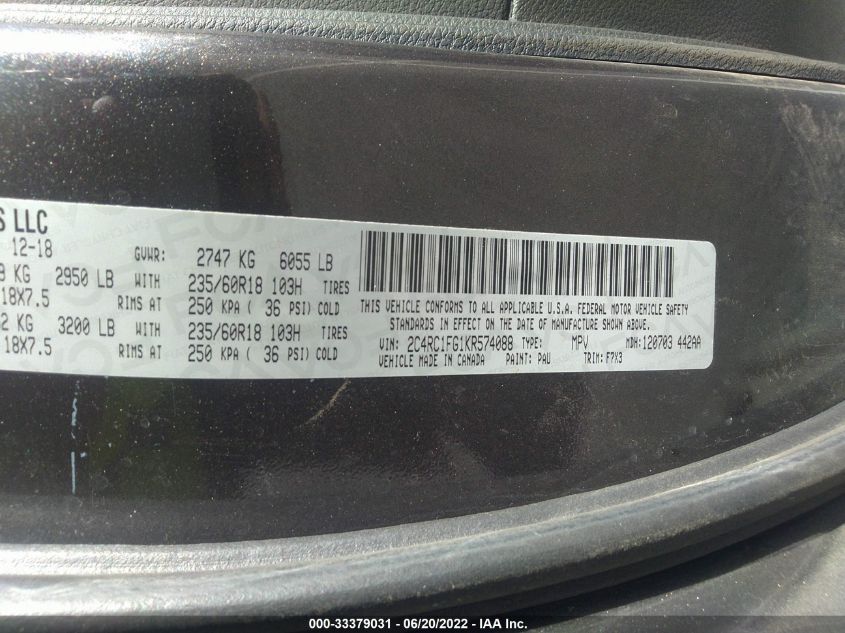 S LLC
12-18 GVWR: 2747 KG 6055 LB
KG 2950 LB WITH 235/60R18 103H TIRES
18X7.5 RIMS AT 250 KPA ( 36 PSI) COLD
2 KG 3200 LB WITH 235/60R18 103H TIRES
18X7.5 RIMS AT 250 KPA ( 36 PSI) COLD
THIS VEHICLE CONFORMS TO ALL APPLICABLE U.S.A. FEDERAL MOTOR VEHICLE SAFETY
STANDARDS IN EFFECT ON THE DATE OF MANUFACTURE SHOWN ABOVE.
VIN: 2C4RC1FG1KR574088 TYPE: MPV MDH: 120703 442AA
VEHICLE MADE IN CANADA PAINT: PAU TRIM: F7X3
000-33379031 - 06/20/2022 - IAA Inc.